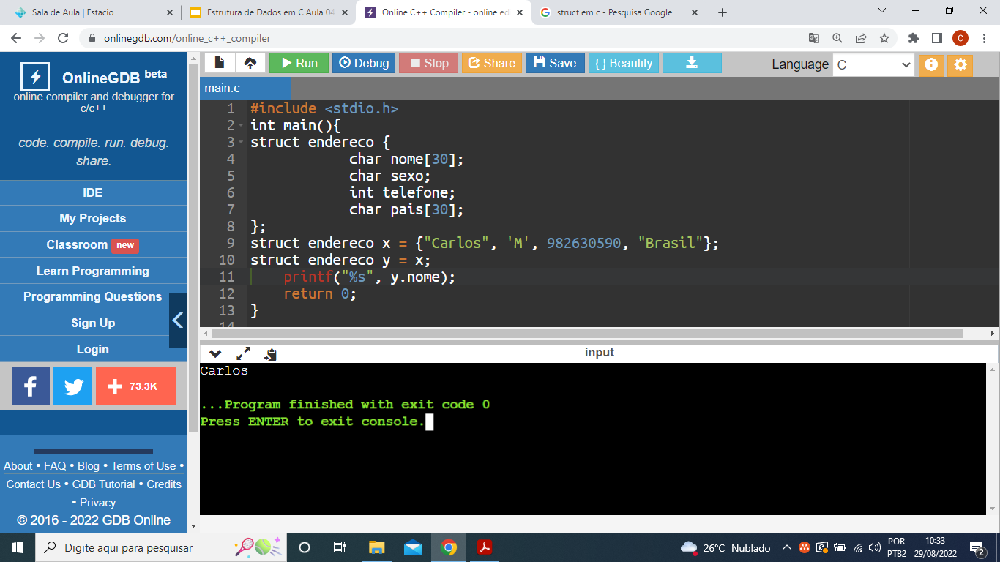 Sala de Aula | Estacio
Estrutura de Dados em C Aula 04
Online C++ Compiler - online ed
struct em c - Pesquisa Google
onlinegdb.com/online_c++_compiler
C
OnlineGDB beta
online compiler and debugger for
c/c++
code. compile. run. debug.
share.
IDE
My Projects
Classroom new
Learn Programming
Programming Questions
Sign Up
Login
f
73.3K
About • FAQ • Blog • Terms of Use •
Contact Us • GDB Tutorial • Credits
• Privacy
© 2016 - 2022 GDB Online
Run Debug Stop Share Save { } Beautify
Language C
main.c
1 #include <stdio.h>
2 int main(){
3 struct endereco {
4 char nome[30];
5 char sexo;
6 int telefone;
7 char pais[30];
8 };
9 struct endereco x = {"Carlos", 'M', 982630590, "Brasil"};
10 struct endereco y = x;
11 printf("%s", y.nome);
12 return 0;
13 }
14
input
Carlos
...Program finished with exit code 0
Press ENTER to exit console.
Digite aqui para pesquisar
26°C Nublado
POR
PTB2
10:33
29/08/2022
2